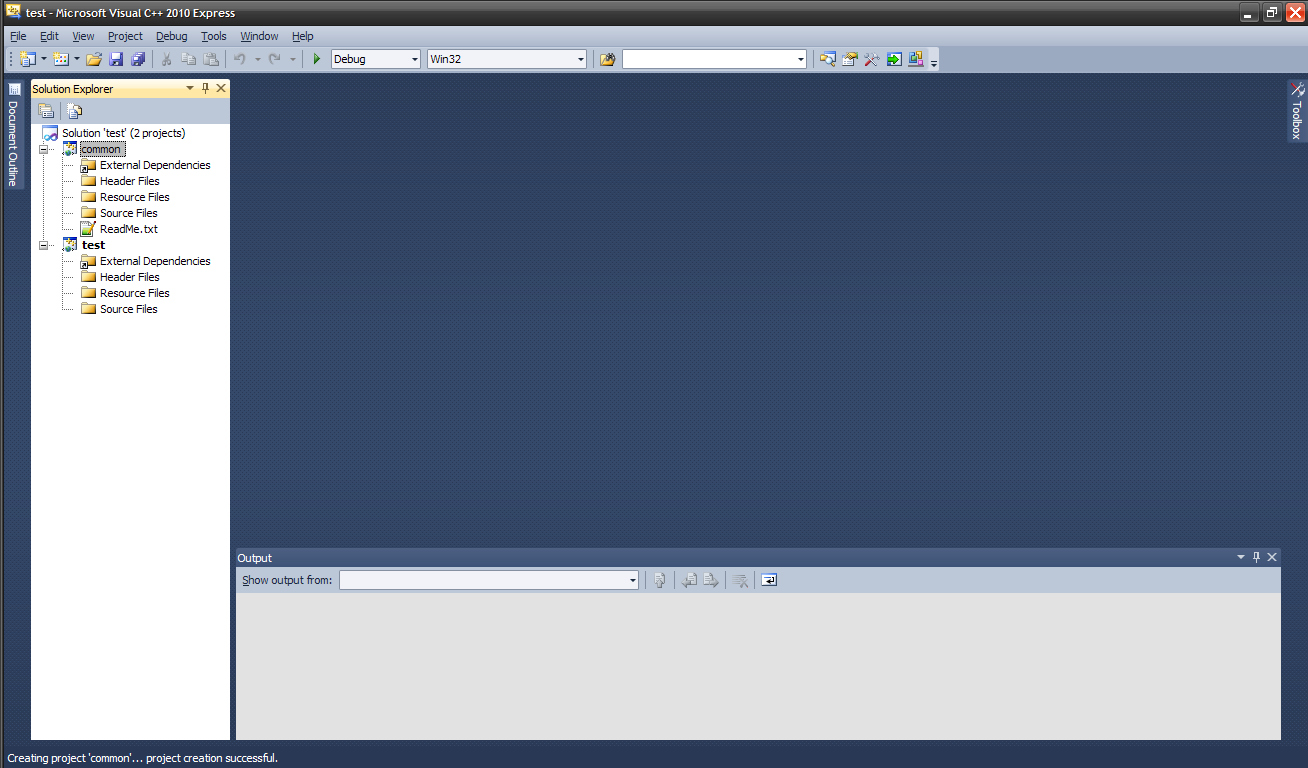 test - Microsoft Visual C++ 2010 Express
File Edit View Project Debug Tools Window Help
Debug Win32
Document Outline
Solution Explorer
Solution 'test' (2 projects)
common
External Dependencies
Header Files
Resource Files
Source Files
ReadMe.txt
test
External Dependencies
Header Files
Resource Files
Source Files
Toolbox
Output
Show output from:
Creating project 'common'... project creation successful.